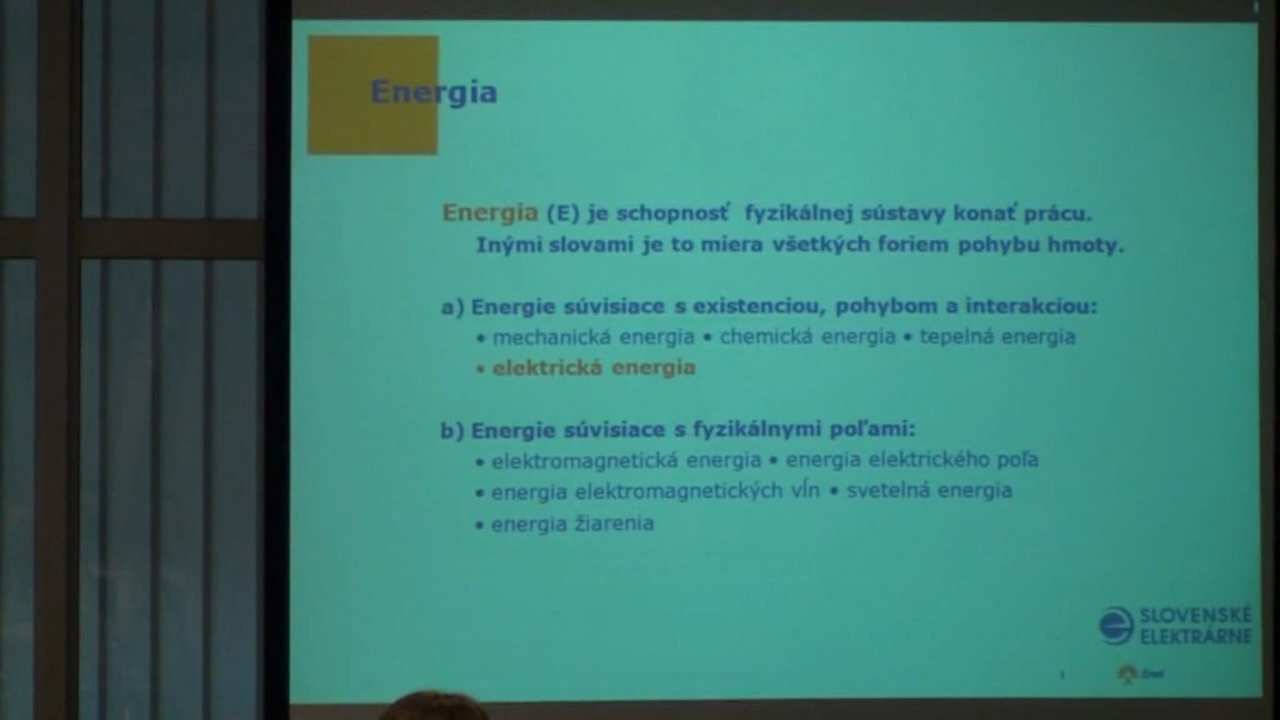 Energia
Energia (E) je schopnosť fyzikálnej sústavy konať prácu.
Inými slovami je to miera všetkých foriem pohybu hmoty.
a) Energie súvisiace s existenciou, pohybom a interakciou:
• mechanická energia • chemická energia • tepelná energia
• elektrická energia
b) Energie súvisiace s fyzikálnymi poľami:
• elektromagnetická energia • energia elektrického poľa
• energia elektromagnetických vĺn • svetelná energia
• energia žiarenia
SLOVENSKÉ
ELEKTRÁRNE
Enel